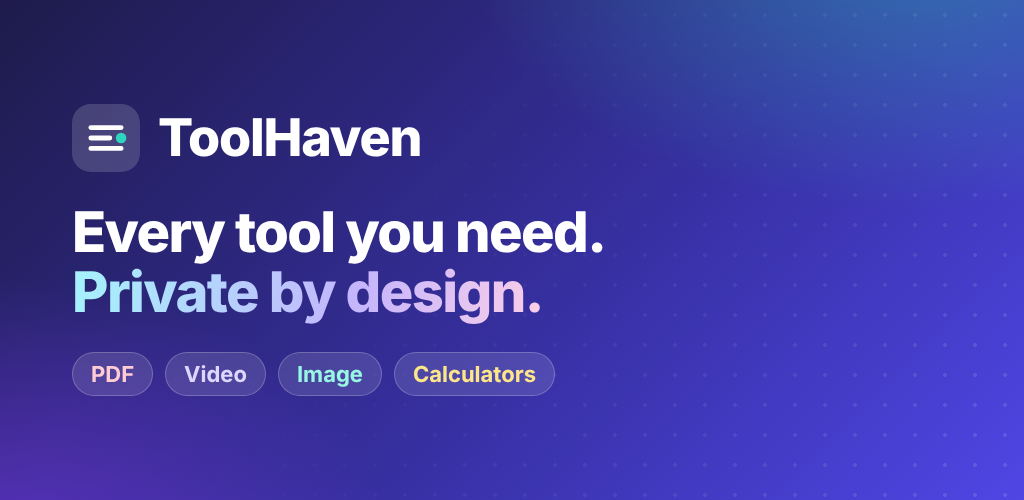 ToolHaven
Every tool you need.
Private by design.
PDF Video Image Calculators